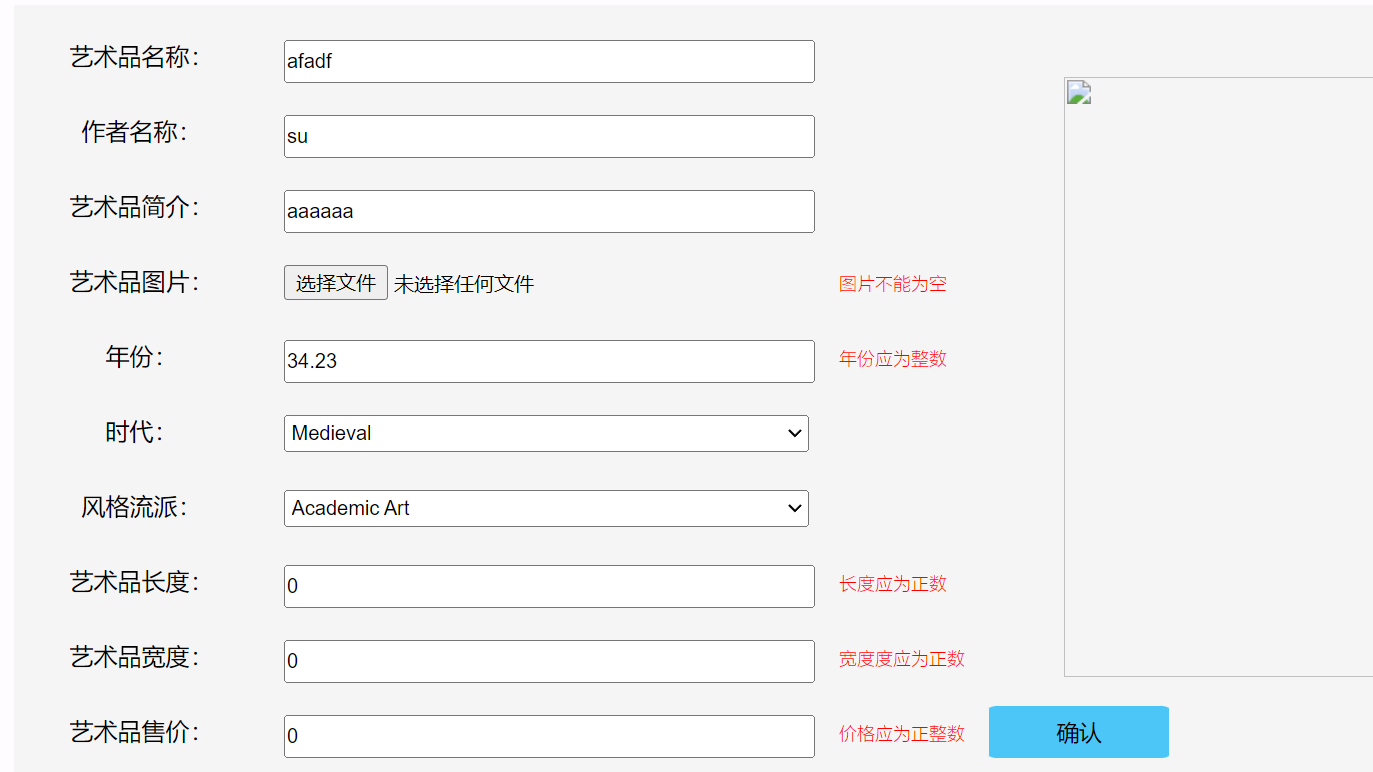 艺术品名称： afadf
作者名称： su
艺术品简介： aaaaaa
艺术品图片： 选择文件 未选择任何文件 图片不能为空
年份： 34.23 年份应为整数
时代： Medieval
风格流派： Academic Art
艺术品长度： 0 长度应为正数
艺术品宽度： 0 宽度度应为正数
艺术品售价： 0 价格应为正整数 确认